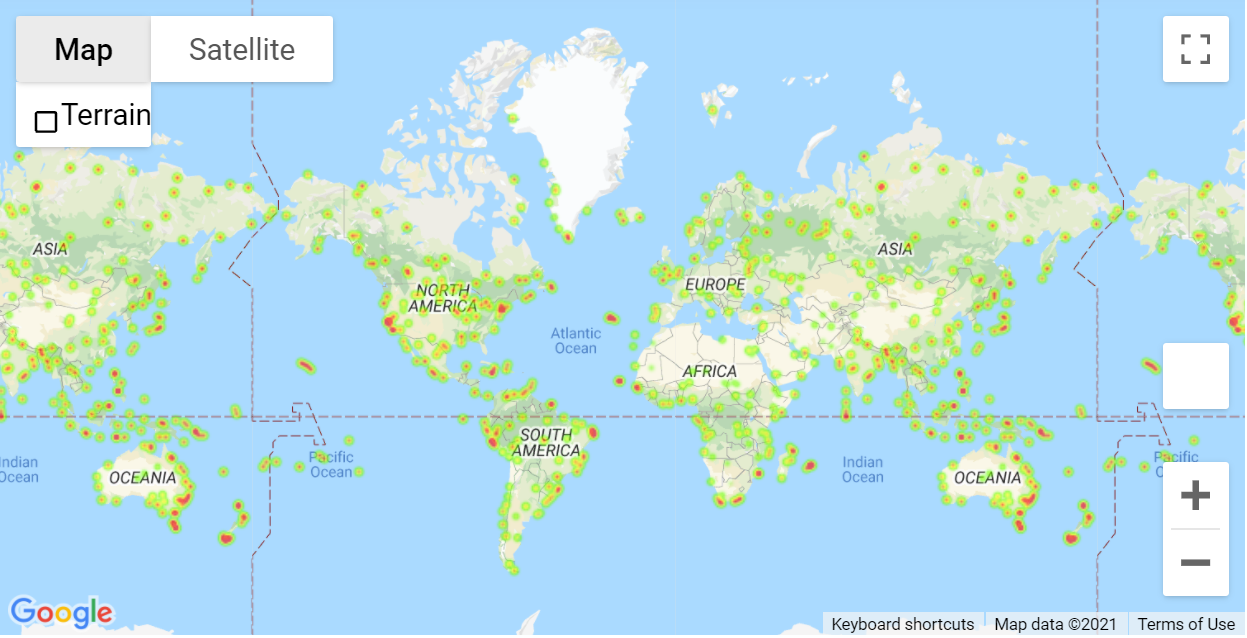 Map
Satellite
Terrain
ASIA
NORTH
AMERICA
EUROPE
ASIA
Atlantic
Ocean
AFRICA
SOUTH
AMERICA
Indian
Ocean
OCEANIA
Pacific
Ocean
Indian
Ocean
OCEANIA
Pacific
Google
Keyboard shortcuts
Map data ©2021
Terms of Use